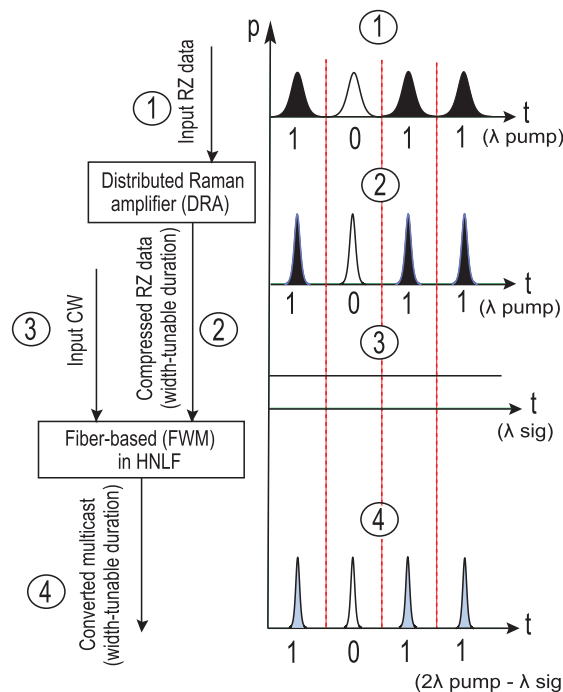 1
Input RZ data
Distributed Raman
amplifier (DRA)
3
Input CW
Compressed RZ data
(width-tunable duration)
2
Fiber-based (FWM)
in HNLF
4
Converted multicast
(width-tunable duration)
p
1
t
1 0 1 1
(λ pump)
2
t
1 0 1 1
(λ pump)
3
t
(λ sig)
4
t
1 0 1 1
(2λ pump - λ sig